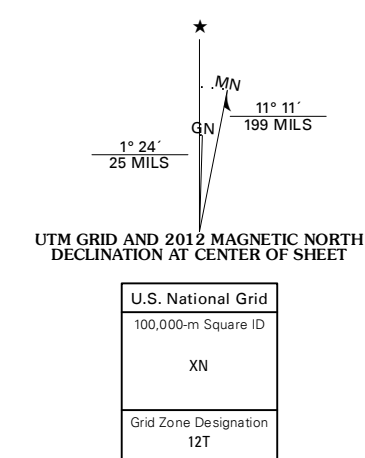 ★
MN
GN
11° 11´
199 MILS
1° 24´
25 MILS
UTM GRID AND 2012 MAGNETIC NORTH
DECLINATION AT CENTER OF SHEET
U.S. National Grid
100,000-m Square ID
XN
Grid Zone Designation
12T